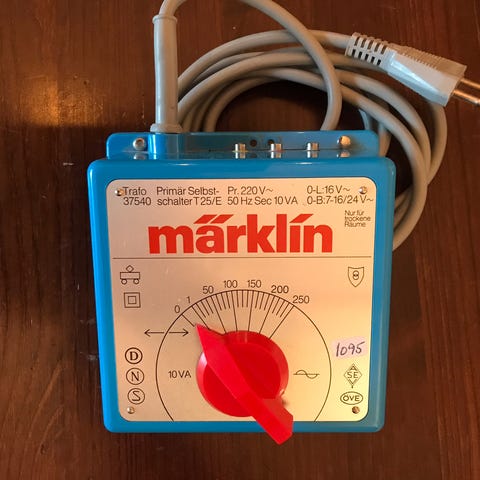 Trafo Primär Selbst- Pr. 220 V~ 0-L:16 V~
37540 schalter T 25/E 50 Hz Sec 10 VA 0-B:7-16/24 V~
märklin
Nur für
trockene
Räume
8
0 1 50 100 150 200 250
10 VA
1095
D
N
S
SE
ÖVE